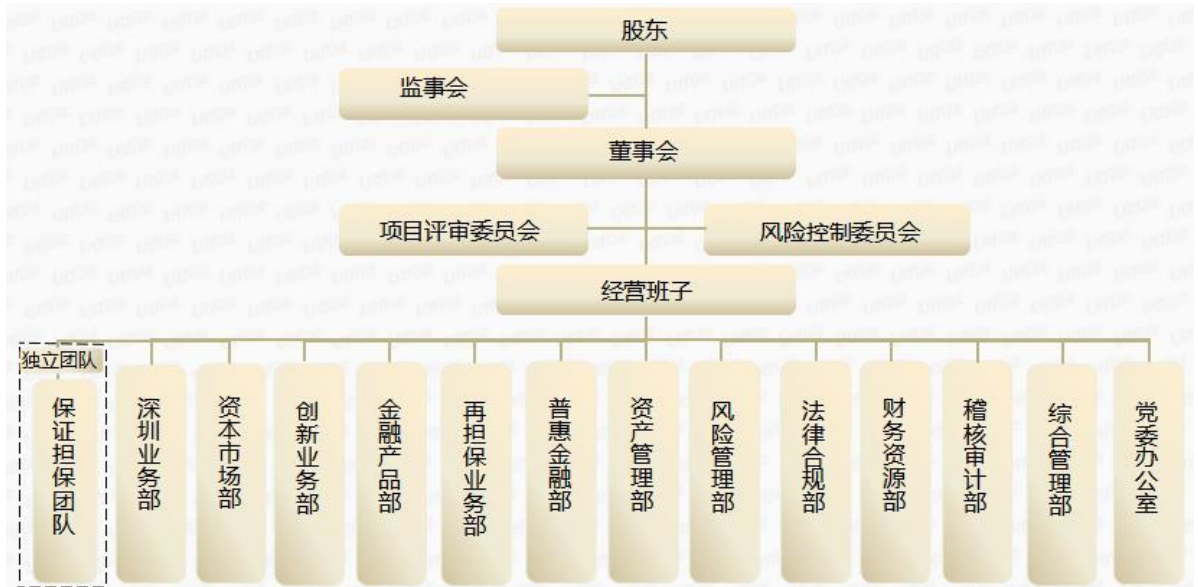 股东
监事会
董事会
项目评审委员会
风险控制委员会
经营班子
独立团队
保证担保团队
深圳业务部
资本市场部
创新业务部
金融产品部
再担保业务部
普惠金融部
资产管理部
风险管理部
法律合规部
财务资源部
稽核审计部
综合管理部
党委办公室